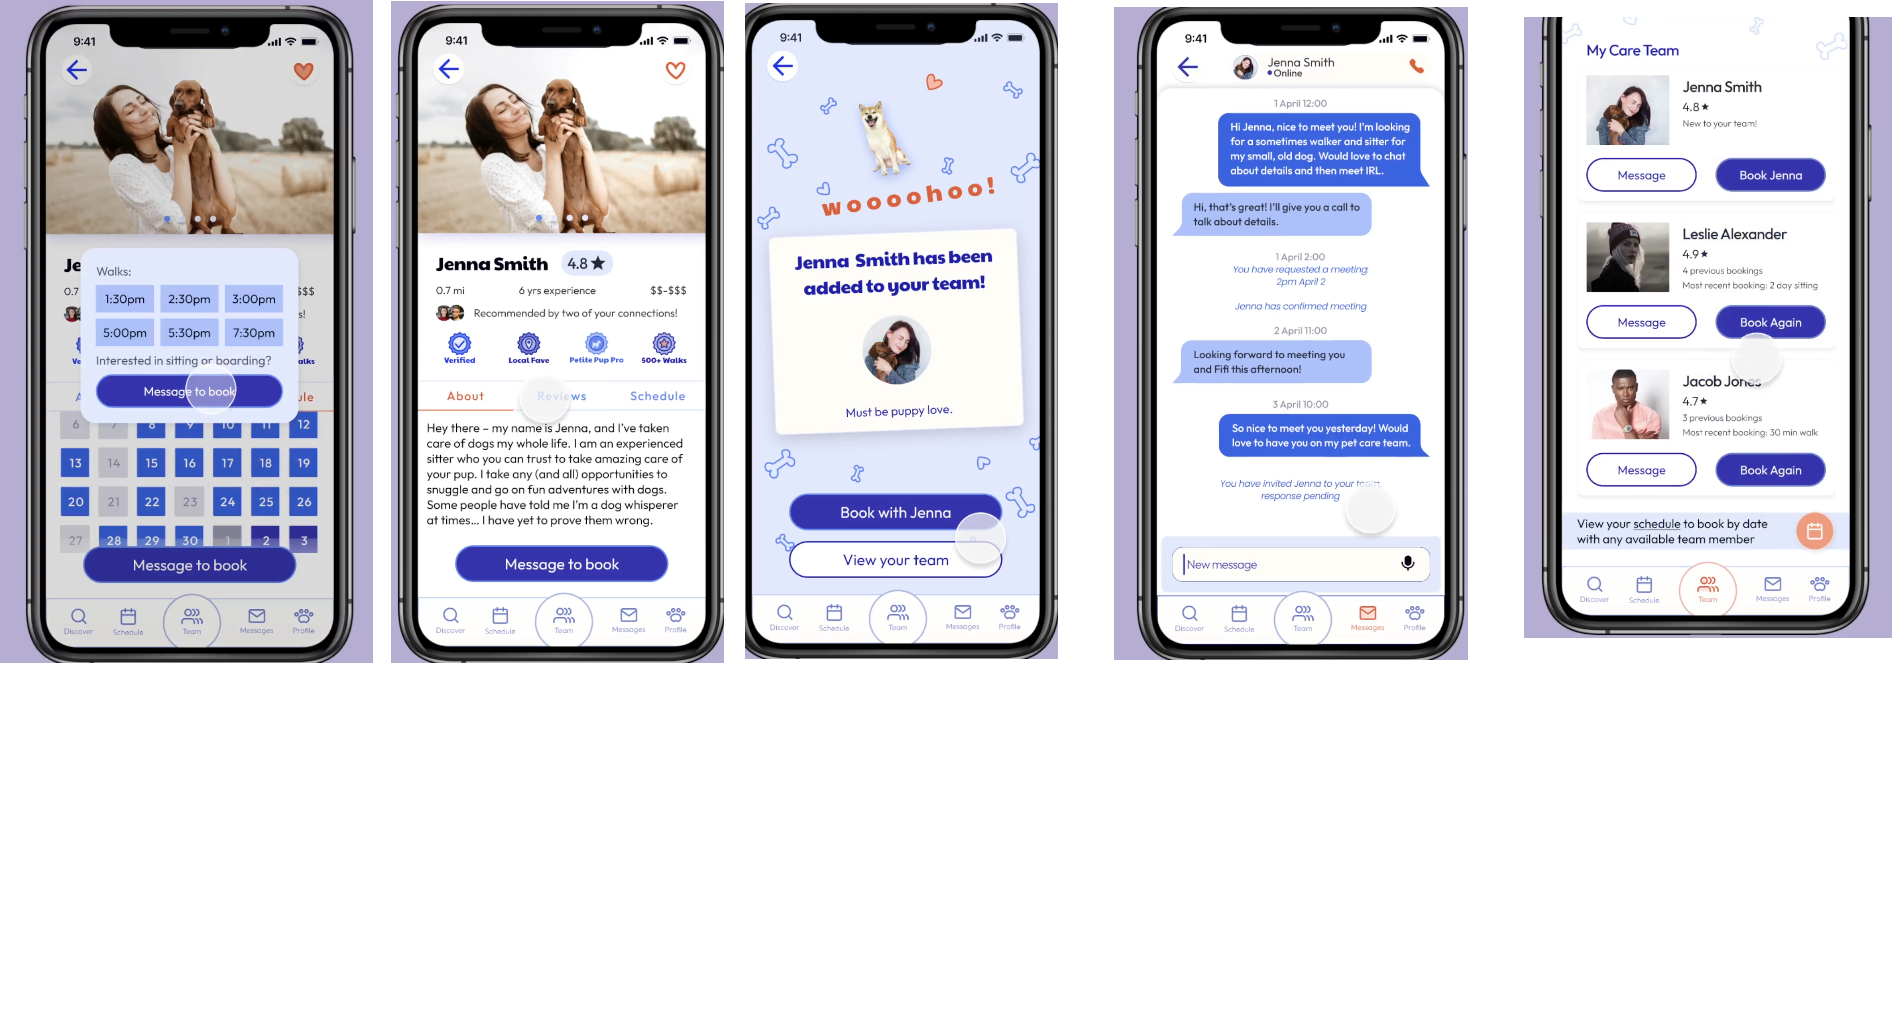 9:41
Je
0.7
$$$
s!
Ve
alks
Walks:
1:30pm
2:30pm
3:00pm
5:00pm
5:30pm
7:30pm
Interested in sitting or boarding?
Message to book
A
ule
6
7
8
9
10
11
12
13
14
15
16
17
18
19
20
21
22
23
24
25
26
27
28
29
30
1
2
3
Message to book
Discover
Schedule
Team
Messages
Profile
9:41
Jenna Smith
4.8★
0.7 mi
6 yrs experience
$$-$$$
Recommended by two of your connections!
Verified
Local Fave
Petite Pup Pro
500+ Walks
About
Reviews
Schedule
Hey there – my name is Jenna, and I've taken
care of dogs my whole life. I am an experienced
sitter who you can trust to take amazing care of
your pup. I take any (and all) opportunities to
snuggle and go on fun adventures with dogs.
Some people have told me I'm a dog whisperer
at times... I have yet to prove them wrong.
Message to book
Discover
Schedule
Team
Messages
Profile
9:41
woooohoo!
Jenna Smith has been
added to your team!
Must be puppy love.
Book with Jenna
View your team
Discover
Schedule
Team
Messages
Profile
9:41
Jenna Smith
Online
1 April 12:00
Hi Jenna, nice to meet you! I'm looking
for a sometimes walker and sitter for
my small, old dog. Would love to chat
about details and then meet IRL.
Hi, that's great! I'll give you a call to
talk about details.
1 April 2:00
You have requested a meeting:
2pm April 2
Jenna has confirmed meeting
2 April 11:00
Looking forward to meeting you
and Fifi this afternoon!
3 April 10:00
So nice to meet you yesterday! Would
love to have you on my pet care team.
You have invited Jenna to your team,
response pending
New message
Discover
Schedule
Team
Messages
Profile
My Care Team
Jenna Smith
4.8★
New to your team!
Message
Book Jenna
Leslie Alexander
4.9★
4 previous bookings
Most recent booking: 2 day sitting
Message
Book Again
Jacob Jones
4.7★
3 previous bookings
Most recent booking: 30 min walk
Message
Book Again
View your schedule to book by date
with any available team member
Discover
Schedule
Team
Messages
Profile